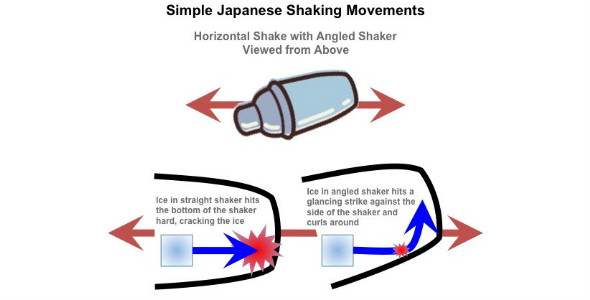 Simple Japanese Shaking Movements
Horizontal Shake with Angled Shaker
Viewed from Above
Ice in straight shaker hits
the bottom of the shaker
hard, cracking the ice
Ice in angled shaker hits a
glancing strike against the
side of the shaker and
curls around